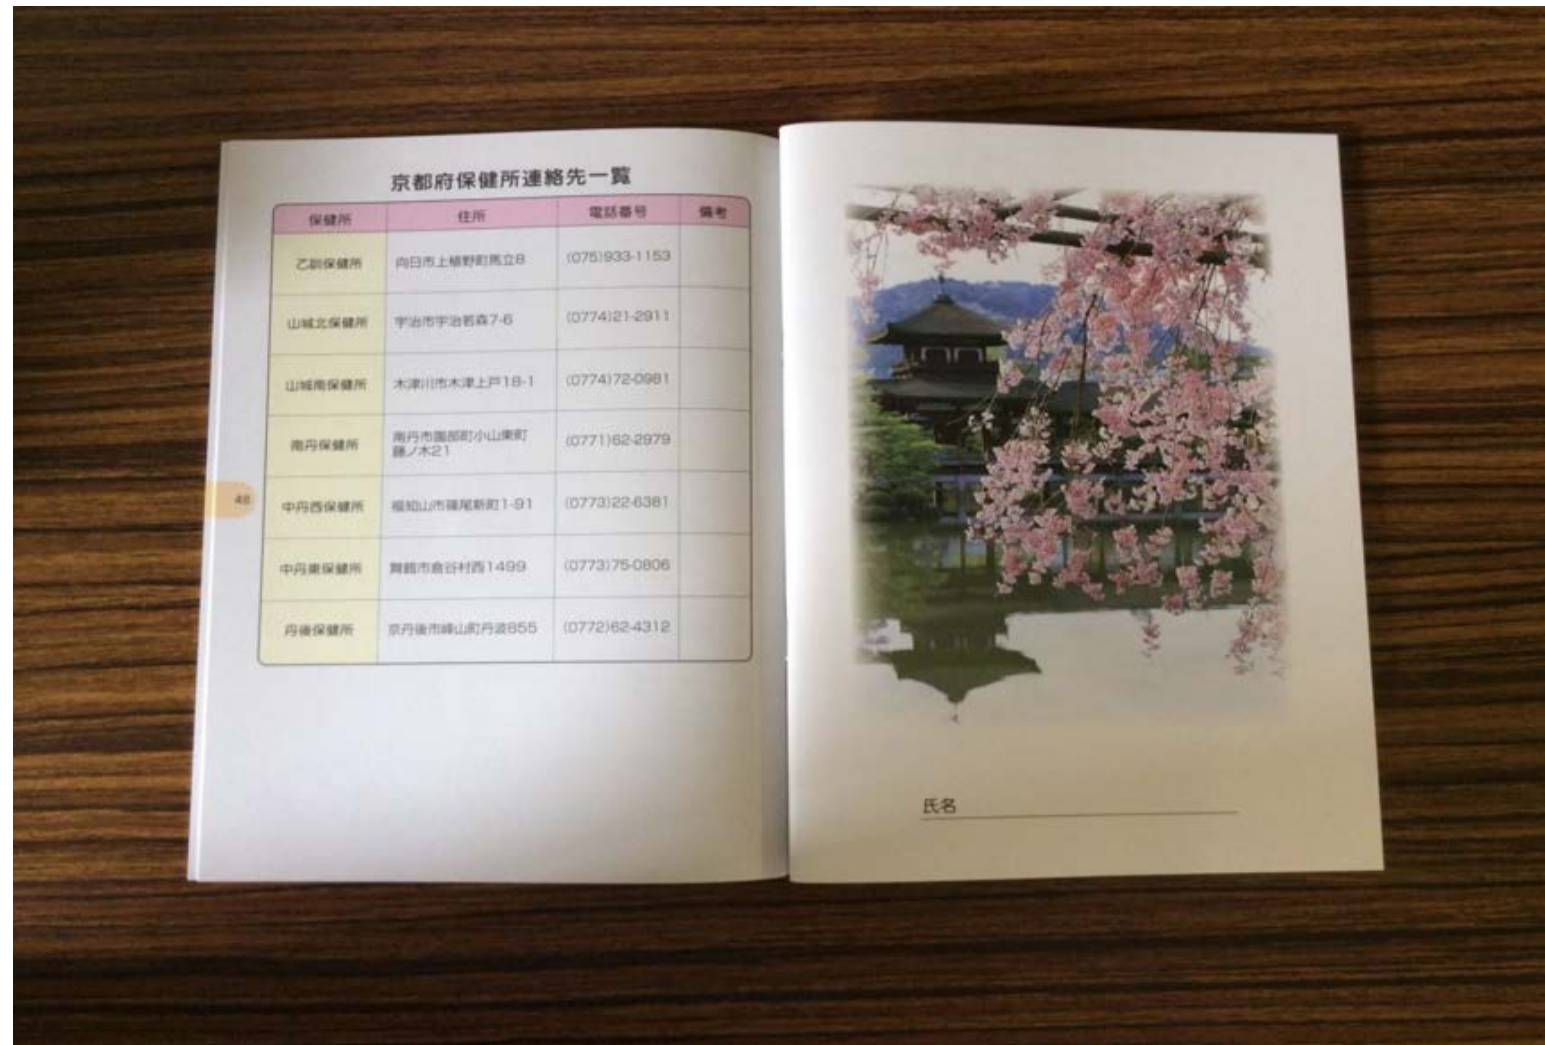 京都府保健所連絡先一覧
保健所 住所 電話番号 備考
乙訓保健所 向日市上植野町馬立8 (075)933-1153
山城北保健所 宇治市宇治若森7-6 (0774)21-2911
山城南保健所 木津川市木津上戸18-1 (0774)72-0981
南丹保健所 南丹市園部町小山東町
藤ノ木21 (0771)62-2979
中丹西保健所 福知山市篠尾新町1-91 (0773)22-6381
中丹東保健所 舞鶴市倉谷村西1499 (0773)75-0806
丹後保健所 京丹後市峰山町丹波855 (0772)62-4312
48
氏名